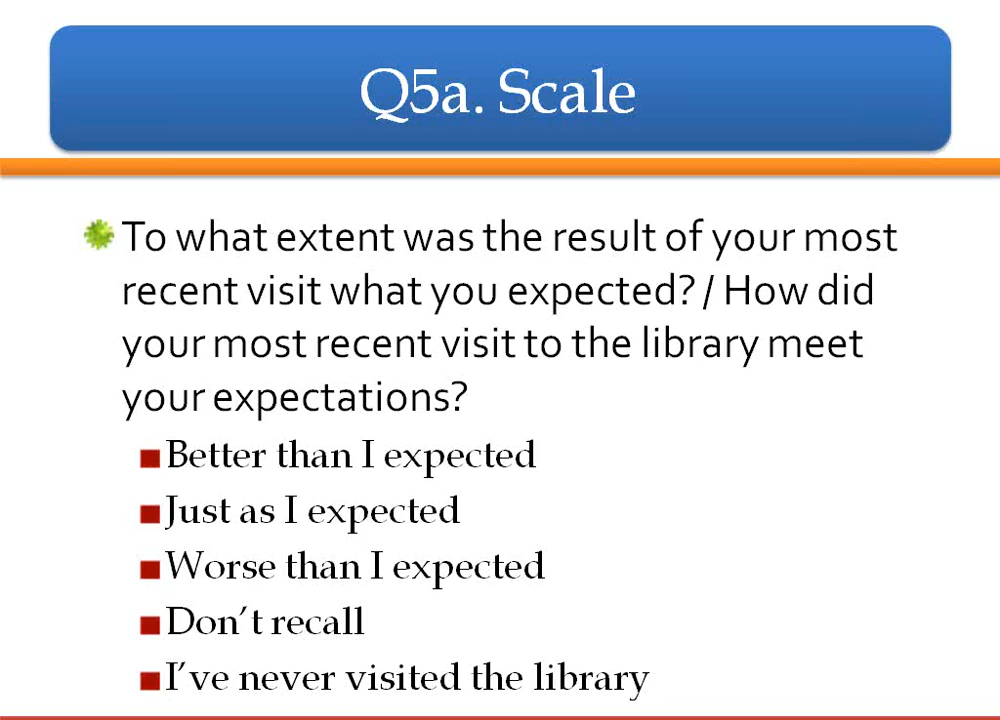 Q5a. Scale
To what extent was the result of your most
recent visit what you expected? / How did
your most recent visit to the library meet
your expectations?
Better than I expected
Just as I expected
Worse than I expected
Don't recall
I've never visited the library